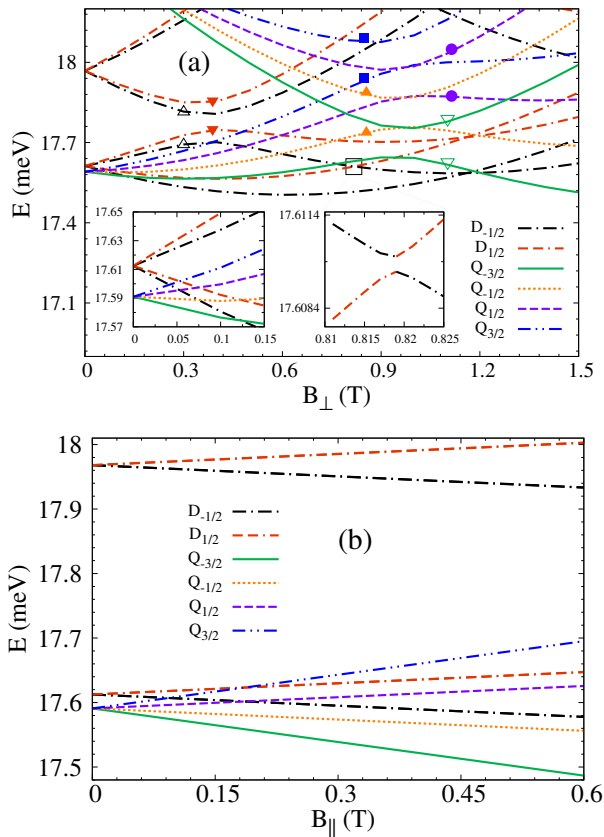 (a)
E (meV)
18
17.7
17.4
17.1
17.65
17.63
17.61
17.59
17.57
0 0.05 0.10 0.15
17.6114
17.6084
0.81 0.815 0.82 0.825
D-1/2
D1/2
Q-3/2
Q-1/2
Q1/2
Q3/2
0 0.3 0.6 0.9 1.2 1.5
B⊥ (T)
(b)
E (meV)
18
17.9
17.8
17.7
17.6
17.5
D-1/2
D1/2
Q-3/2
Q-1/2
Q1/2
Q3/2
0 0.15 0.3 0.45 0.6
B|| (T)